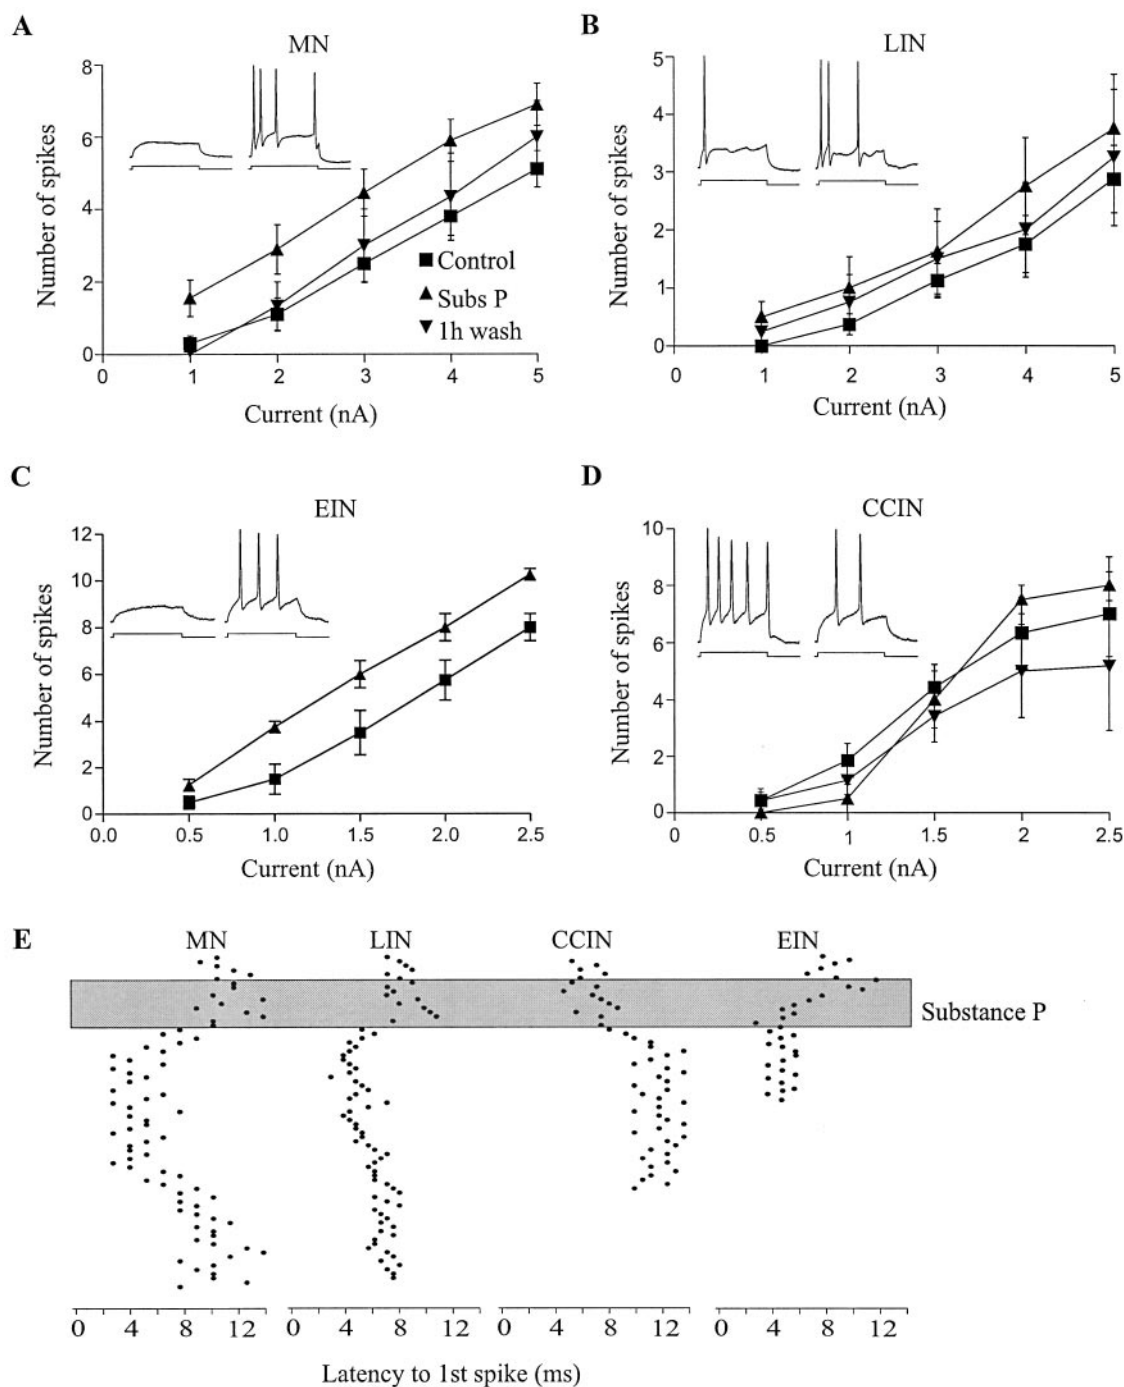 A
MN
Number of spikes
8
6
4
2
0
0 1 2 3 4 5
Current (nA)
Control
Subs P
1h wash
B
LIN
Number of spikes
5
4
3
2
1
0
0 1 2 3 4 5
Current (nA)
C
EIN
Number of spikes
12
10
8
6
4
2
0
0.0 0.5 1.0 1.5 2.0 2.5
Current (nA)
D
CCIN
Number of spikes
10
8
6
4
2
0
0 0.5 1 1.5 2 2.5
Current (nA)
E
MN LIN CCIN EIN
Substance P
0 4 8 12 0 4 8 12 0 4 8 12 0 4 8 12
Latency to 1st spike (ms)